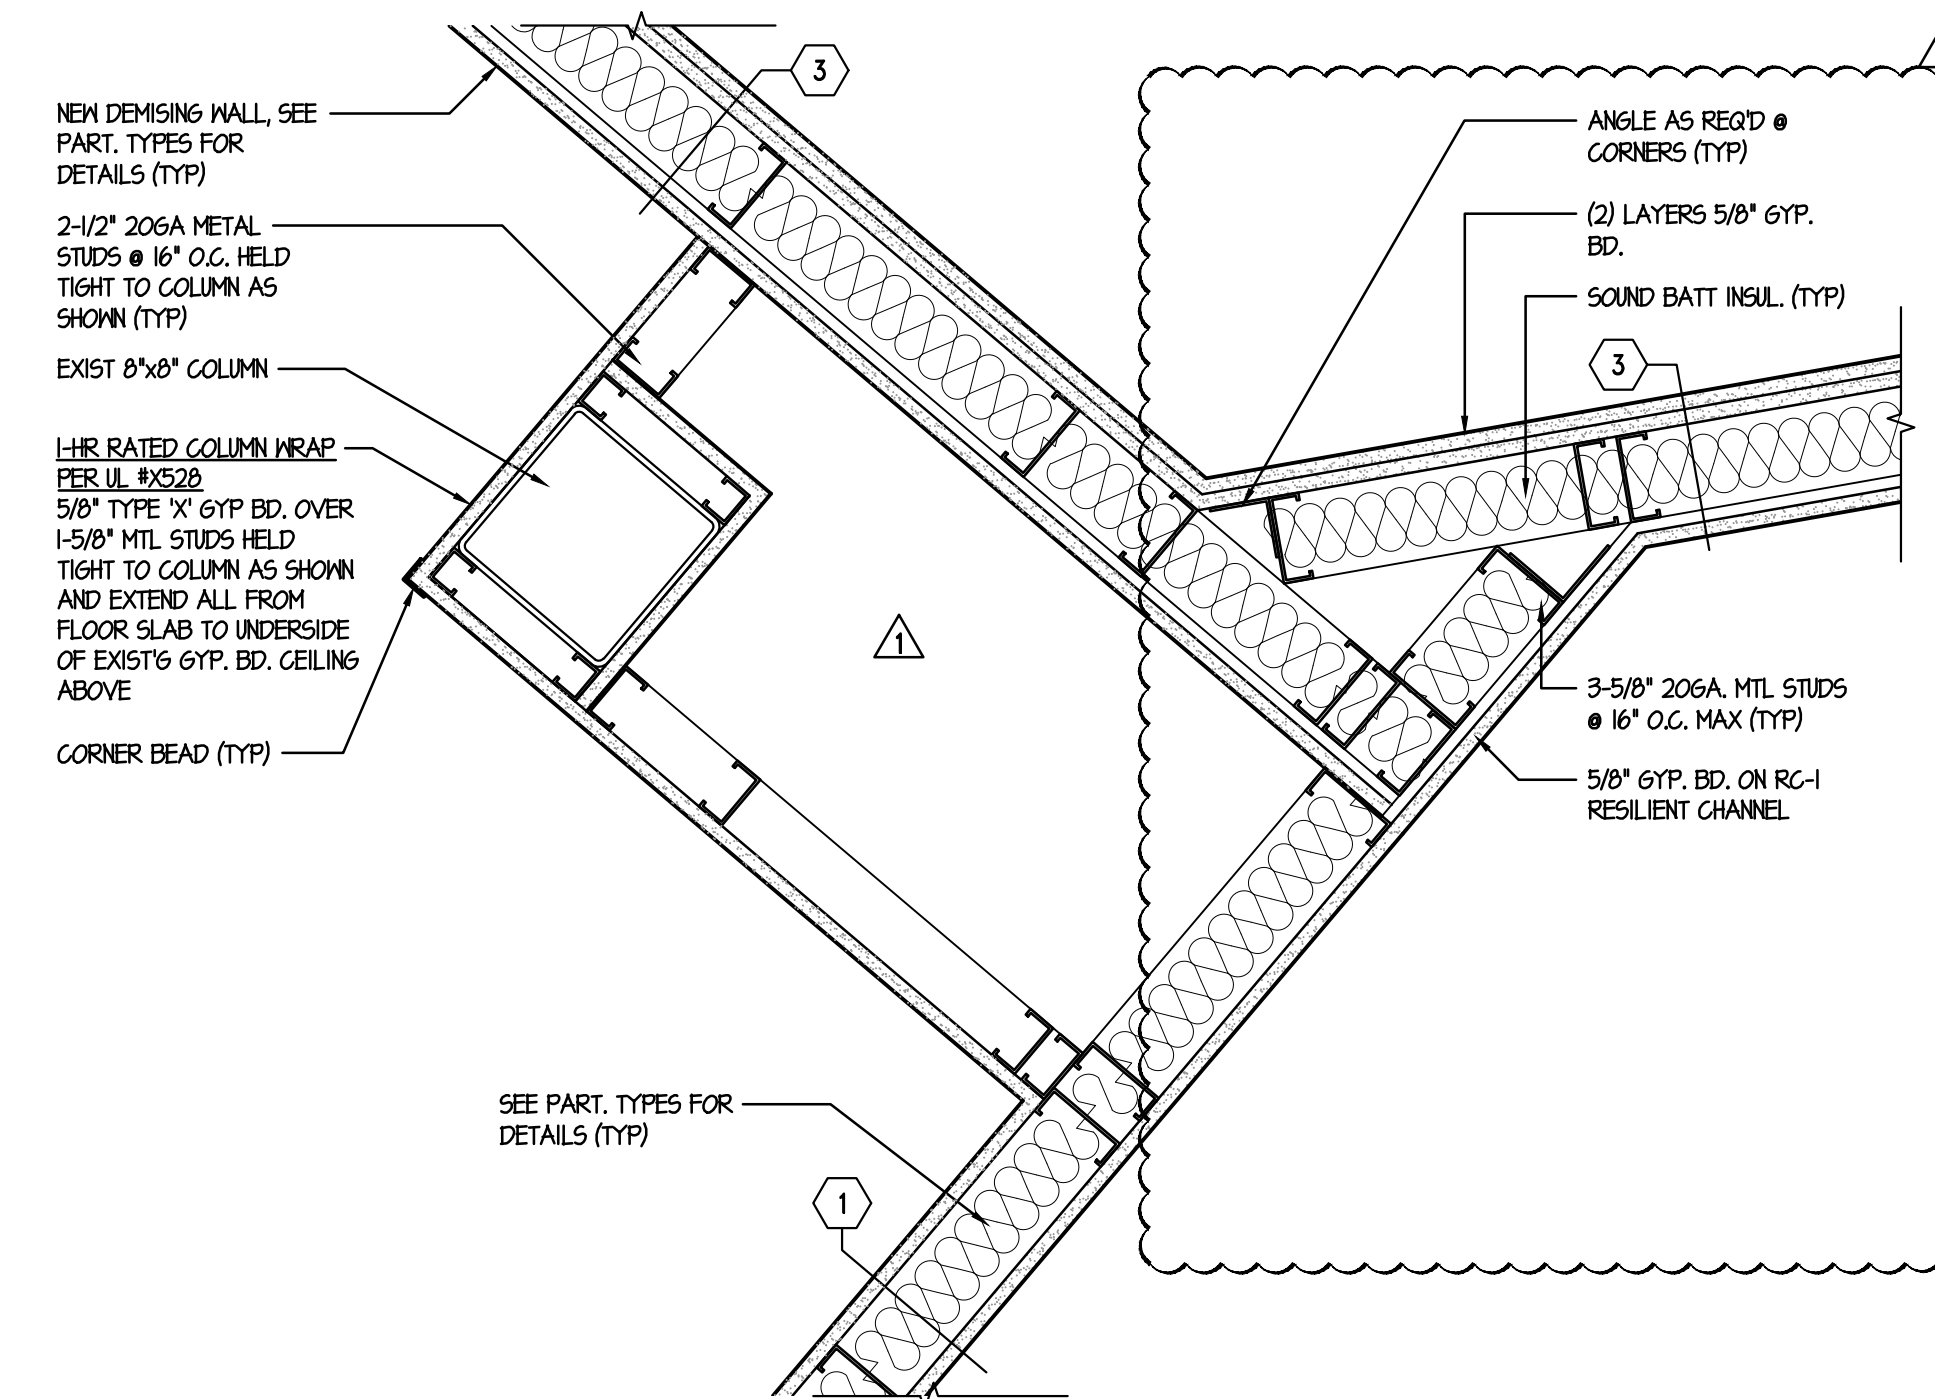 NEW DEMISING WALL, SEE
PART. TYPES FOR
DETAILS (TYP)
2-1/2" 20GA METAL
STUDS @ 16" O.C. HELD
TIGHT TO COLUMN AS
SHOWN (TYP)
EXIST 8"x8" COLUMN
1-HR RATED COLUMN WRAP
PER UL #X528
5/8" TYPE 'X' GYP BD. OVER
1-5/8" MTL STUDS HELD
TIGHT TO COLUMN AS SHOWN
AND EXTEND ALL FROM
FLOOR SLAB TO UNDERSIDE
OF EXIST'G GYP. BD. CEILING
ABOVE
CORNER BEAD (TYP)
SEE PART. TYPES FOR
DETAILS (TYP)
1
3
1
ANGLE AS REQ'D @
CORNERS (TYP)
(2) LAYERS 5/8" GYP.
BD.
SOUND BATT INSUL. (TYP)
3
3-5/8" 20GA. MTL STUDS
@ 16" O.C. MAX (TYP)
5/8" GYP. BD. ON RC-1
RESILIENT CHANNEL